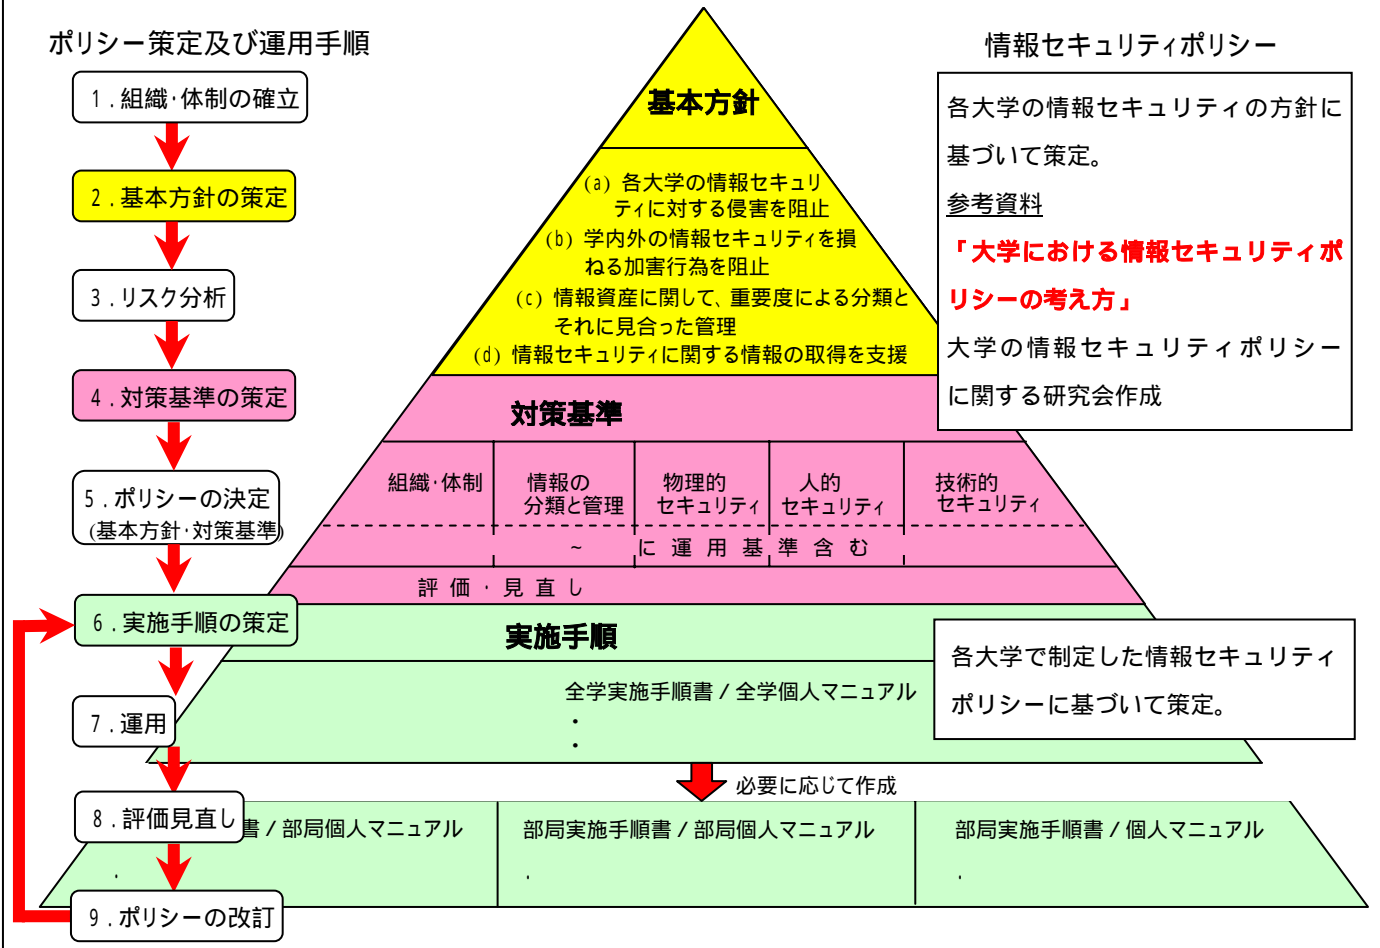 ポリシー策定及び運用手順
1．組織･体制の確立
2．基本方針の策定
3．リスク分析
4．対策基準の策定
5．ポリシーの決定
(基本方針･対策基準)
6．実施手順の策定
7．運用
8．評価見直し
9．ポリシーの改訂
基本方針
(a) 各大学の情報セキュリ
ティに対する侵害を阻止
(b) 学内外の情報セキュリティを損
ねる加害行為を阻止
(c) 情報資産に関して、重要度による分類と
それに見合った管理
(d) 情報セキュリティに関する情報の取得を支援
対策基準
組織･体制
情報の
分類と管理
物理的
セキュリティ
人的
セキュリティ
技術的
セキュリティ
~ に運用基準含む
評価･見直し
実施手順
全学実施手順書 / 全学個人マニュアル
・
・
必要に応じて作成
書 / 部局個人マニュアル
.
部局実施手順書 / 部局個人マニュアル
.
部局実施手順書 / 個人マニュアル
.
情報セキュリティポリシー
各大学の情報セキュリティの方針に
基づいて策定。
参考資料
「大学における情報セキュリティポ
リシーの考え方」
大学の情報セキュリティポリシー
に関する研究会作成
各大学で制定した情報セキュリティ
ポリシーに基づいて策定。